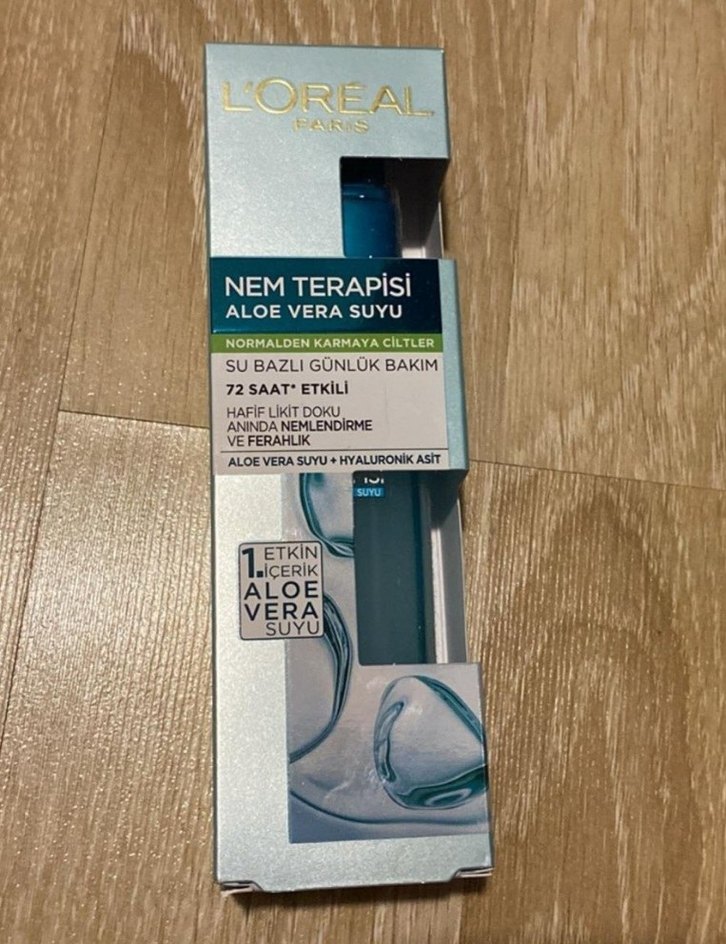 L'ORÉAL
PARIS
NEM TERAPİSİ
ALOE VERA SUYU
NORMALDEN KARMAYA CİLTLER
SU BAZLI GÜNLÜK BAKIM
72 SAAT* ETKİLİ
HAFİF LİKİT DOKU
ANINDA NEMLENDİRME
VE FERAHLIK
ALOE VERA SUYU + HYALURONİK ASİT
SUYU
1. ETKİN
İÇERİK
ALOE
VERA
SUYU